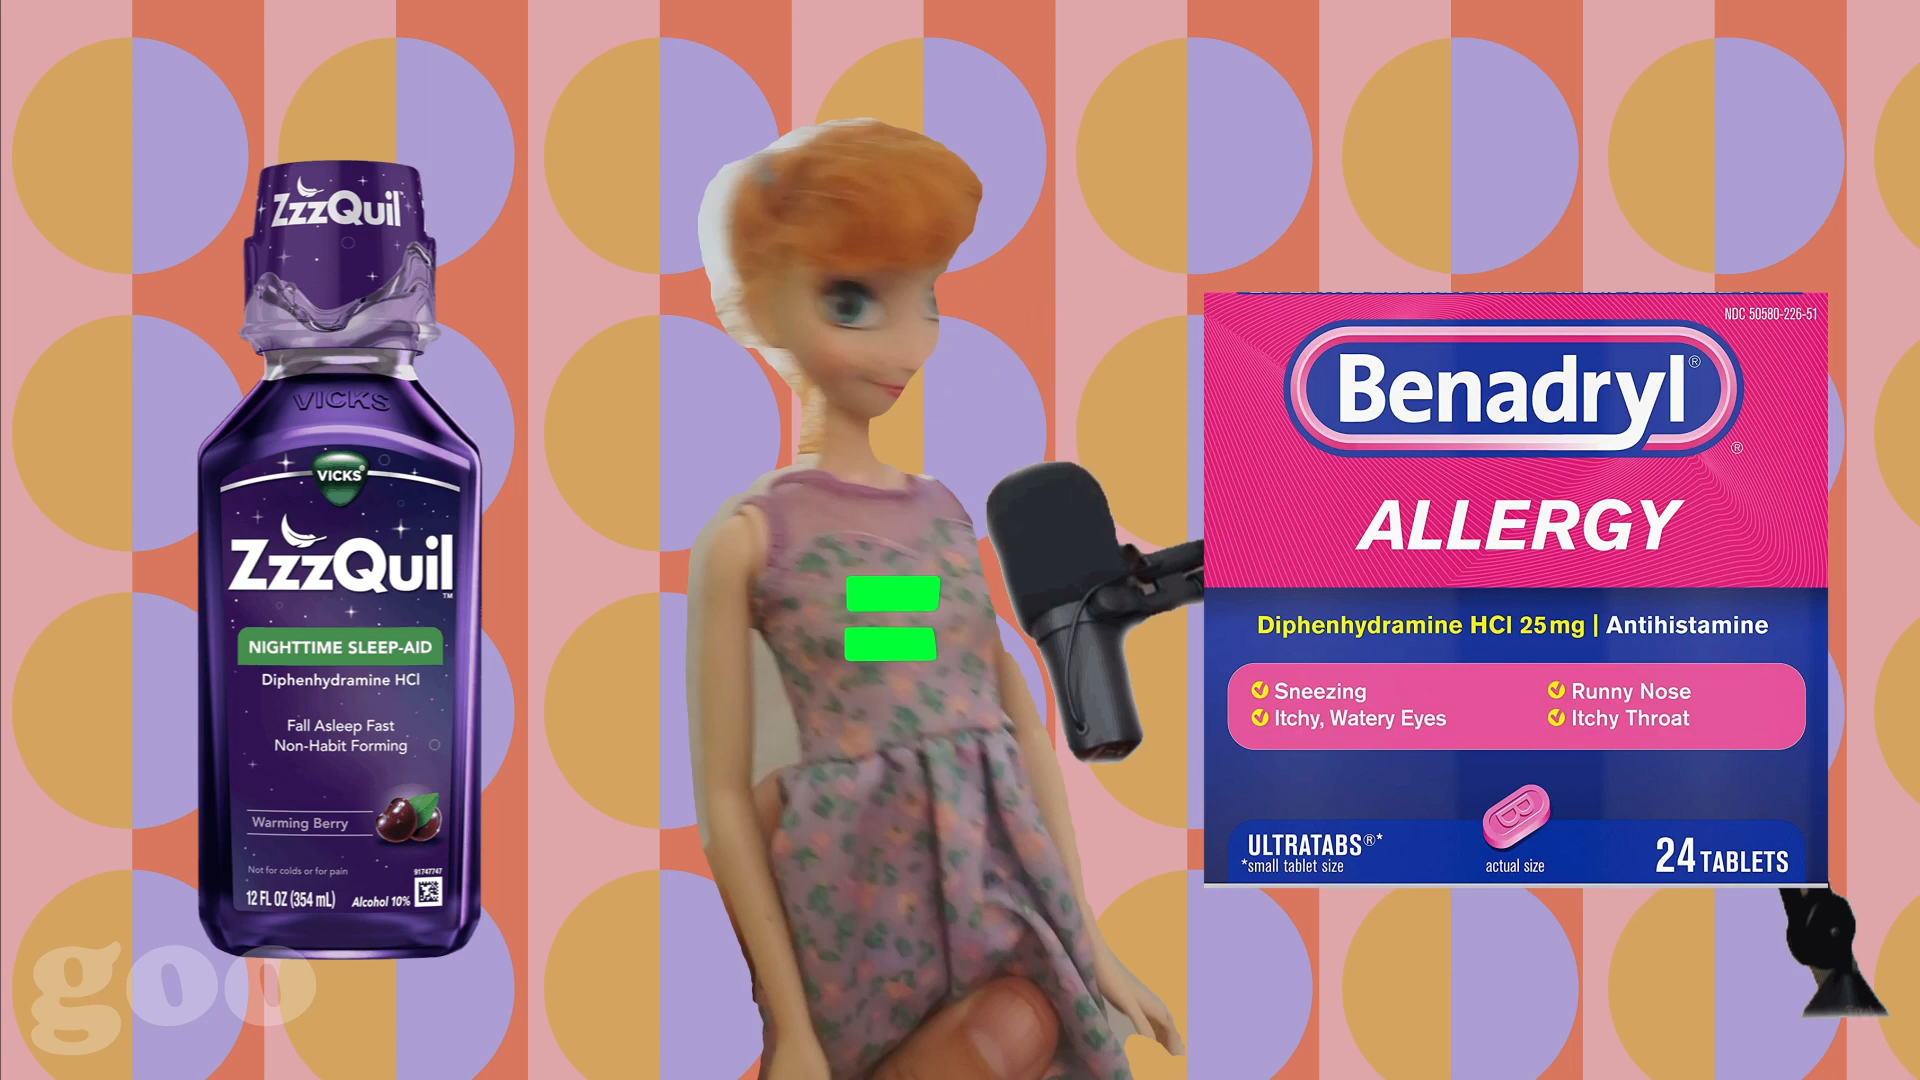 ZzzQuil
VICKS
VICKS
ZzzQuil™
NIGHTTIME SLEEP-AID
Diphenhydramine HCl
Fall Asleep Fast
Non-Habit Forming
Warming Berry
Not for colds or for pain
91747747
12 FL OZ (354 mL) Alcohol 10%
goo
=
NDC 50580-226-51
Benadryl®
®
ALLERGY
Diphenhydramine HCl 25mg | Antihistamine
Sneezing
Runny Nose
Itchy, Watery Eyes
Itchy Throat
ULTRATABS®*
*small tablet size
actual size
24 TABLETS